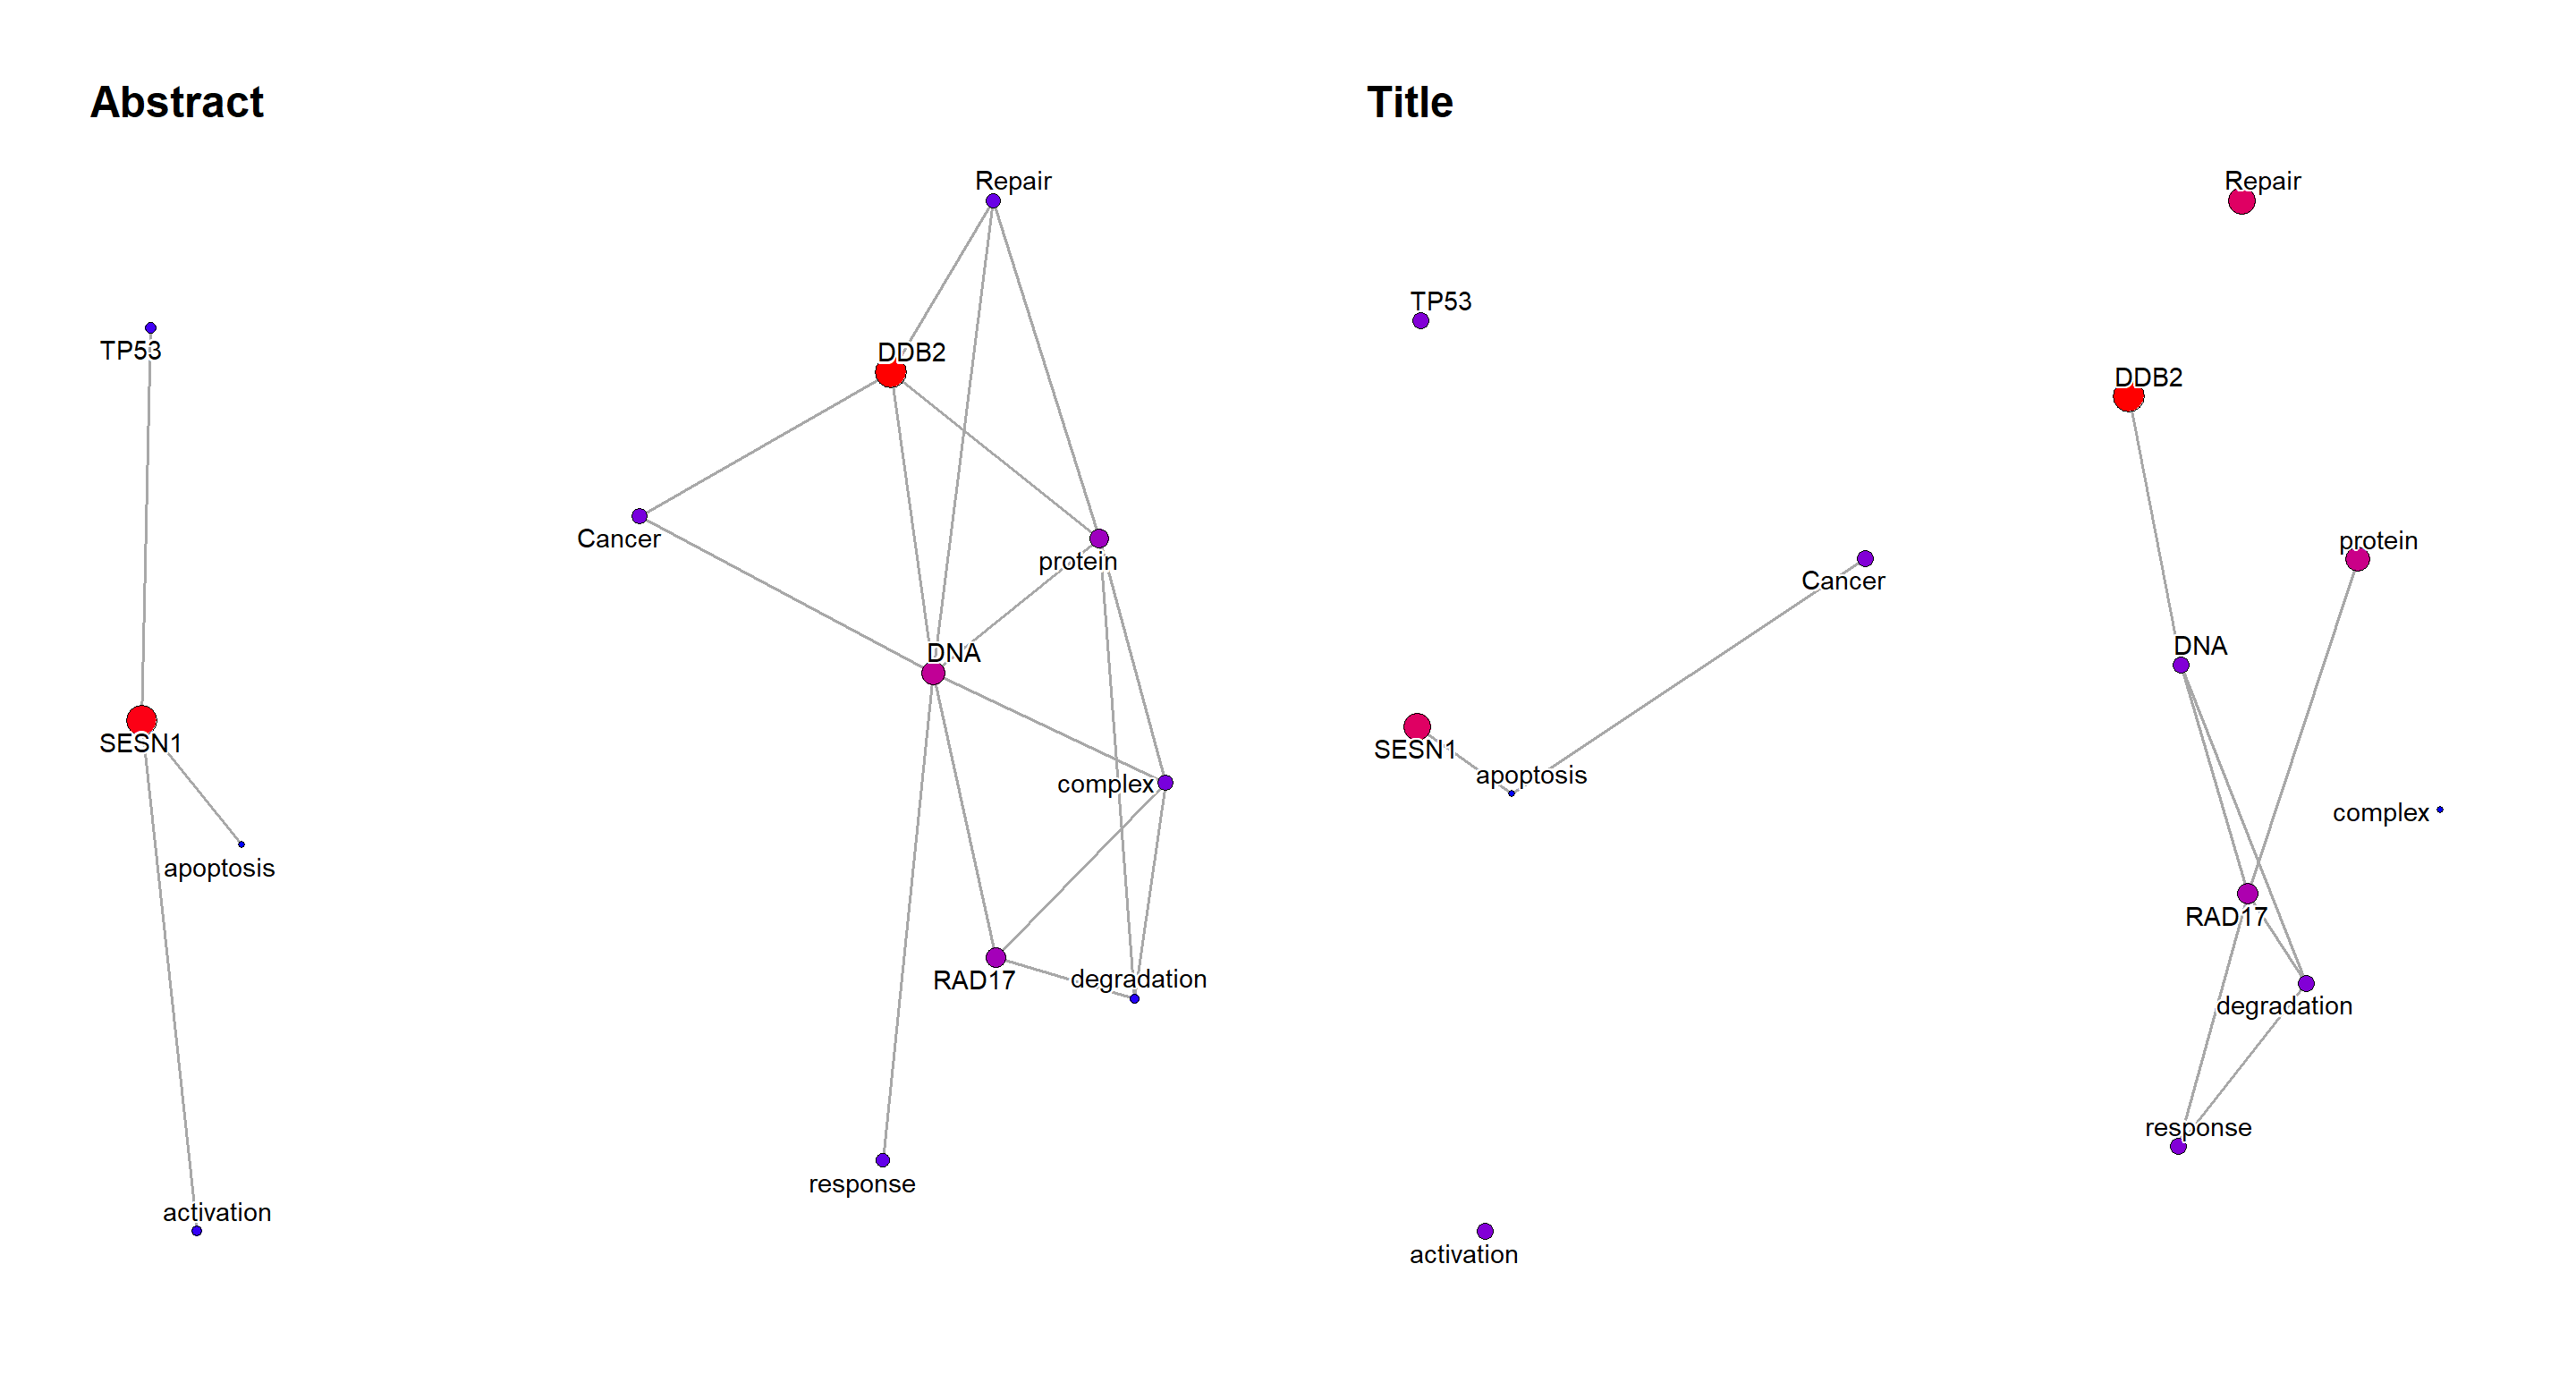 Abstract
Repair
TP53
DDB2
Cancer
protein
DNA
SESN1
complex
apoptosis
RAD17
degradation
response
activation
Title
Repair
TP53
DDB2
protein
Cancer
DNA
SESN1
apoptosis
complex
RAD17
degradation
response
activation